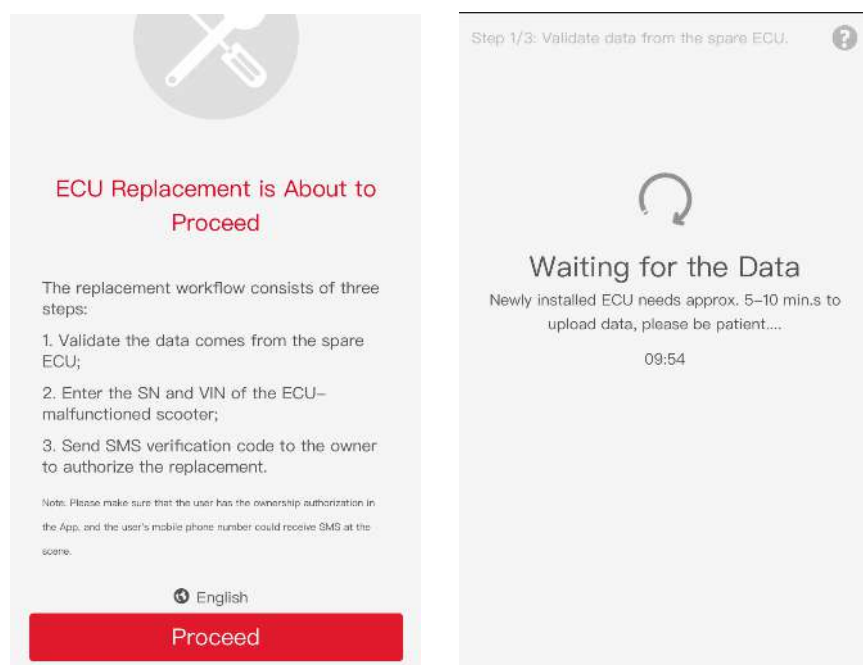 ECU Replacement is About to
Proceed
The replacement workflow consists of three
steps:
1. Validate the data comes from the spare
ECU;
2. Enter the SN and VIN of the ECU-
malfunctioned scooter;
3. Send SMS verification code to the owner
to authorize the replacement.
Note. Please make sure that the user has the ownership authorization in
the App, and the user's mobile phone number could receive SMS at the
scene.
English
Proceed
Step 1/3: Validate data from the spare ECU.
?
Waiting for the Data
Newly installed ECU needs approx. 5-10 min.s to
upload data, please be patient....
09:54